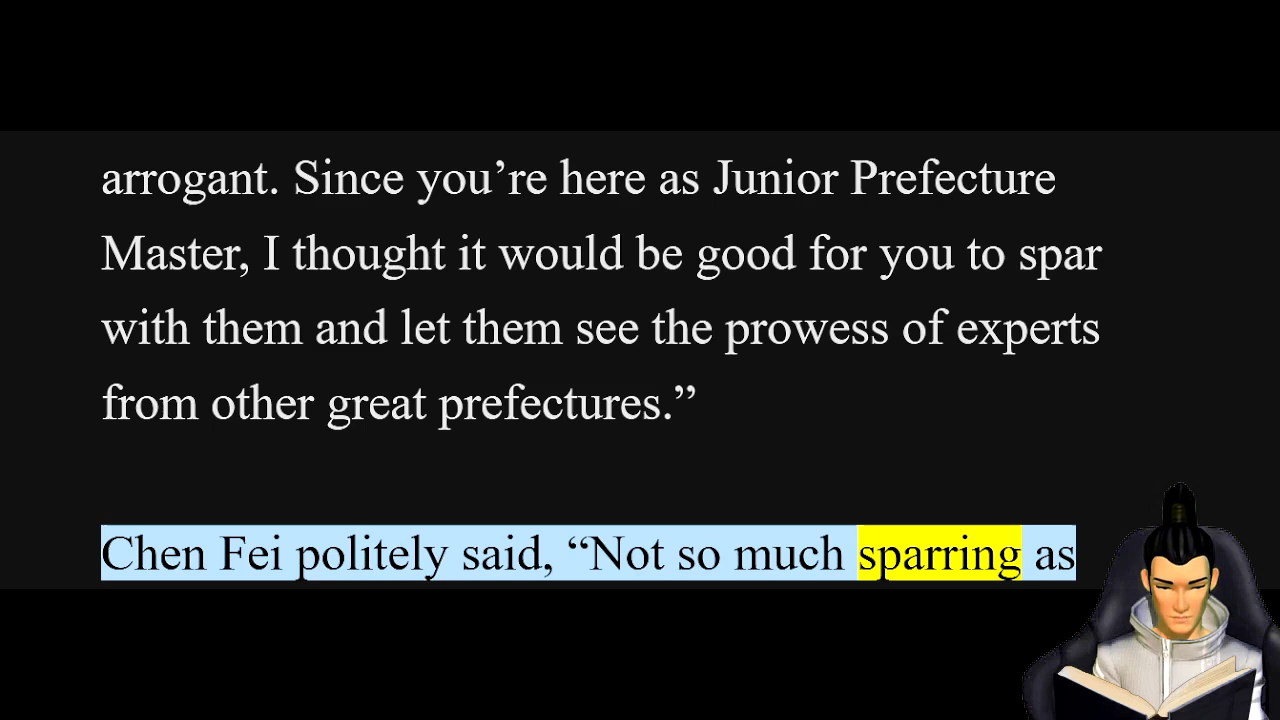 arrogant. Since you’re here as Junior Prefecture
Master, I thought it would be good for you to spar
with them and let them see the prowess of experts
from other great prefectures.”
Chen Fei politely said, “Not so much sparring as